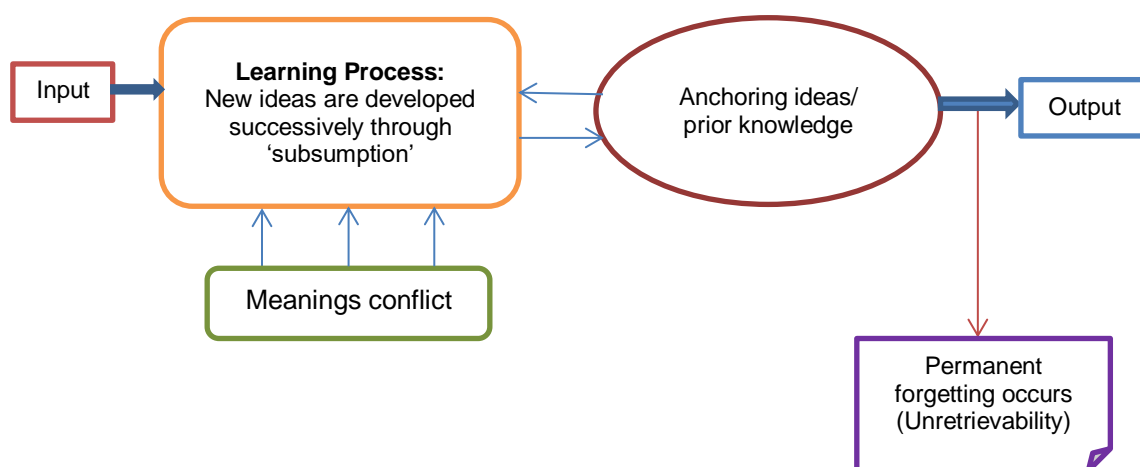 Input
Learning Process:
New ideas are developed
successively through
‘subsumption’
Anchoring ideas/
prior knowledge
Output
Meanings conflict
Permanent
forgetting occurs
(Unretrievability)